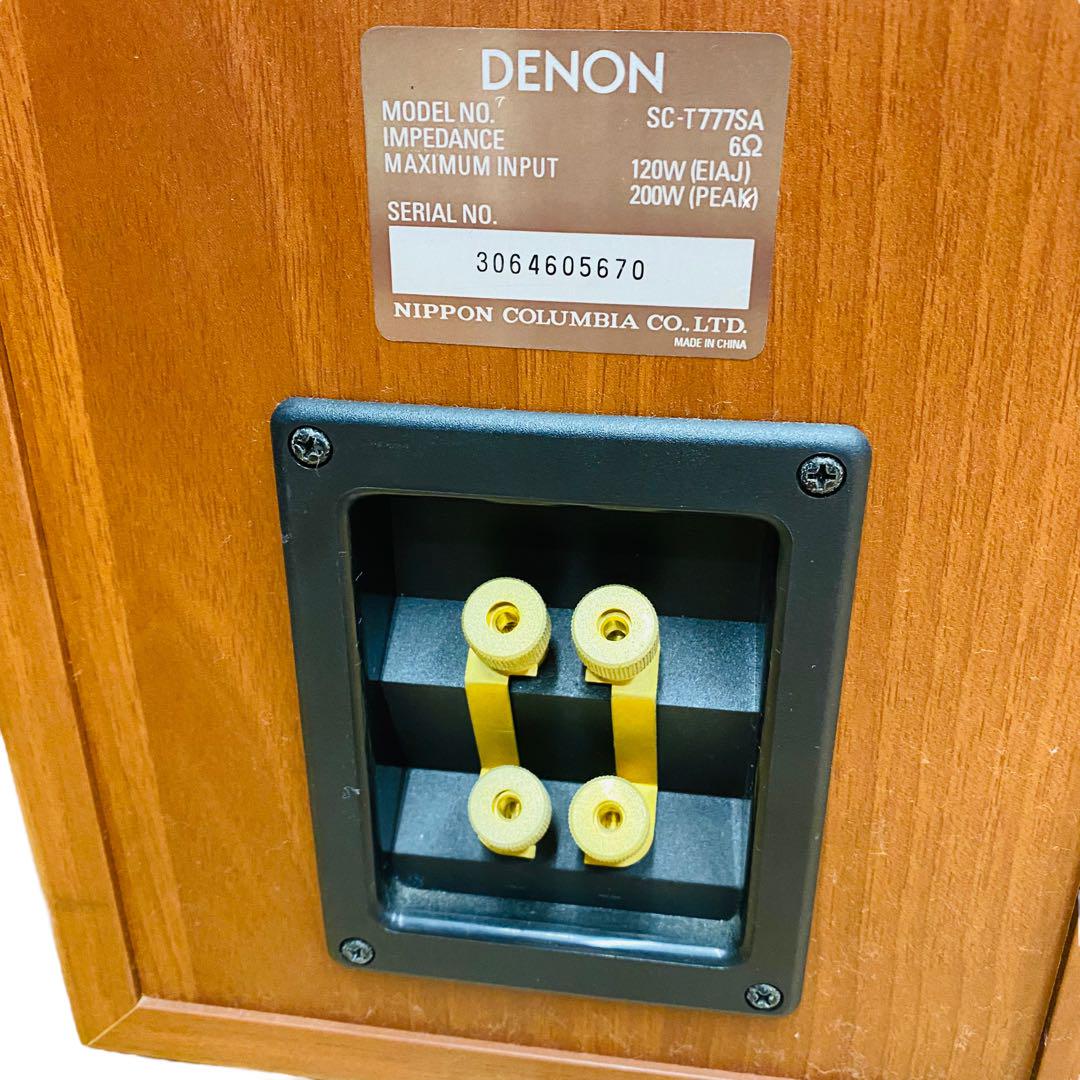 DENON
MODEL NO. SC-T777SA
IMPEDANCE 6Ω
MAXIMUM INPUT 120W (EIAJ)
200W (PEAK)
SERIAL NO.
3064605670
NIPPON COLUMBIA CO., LTD.
MADE IN CHINA